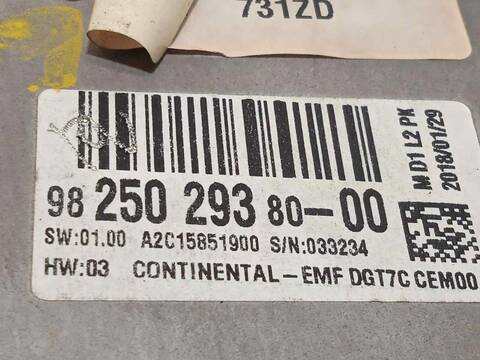 731ZD
98 250 293 80-00
SW:01.00 A2C15851900 S/N:033234
HW:03 CONTINENTAL-EMF DGT7C CEM00
.M D1 L2 PK
2018/01/29